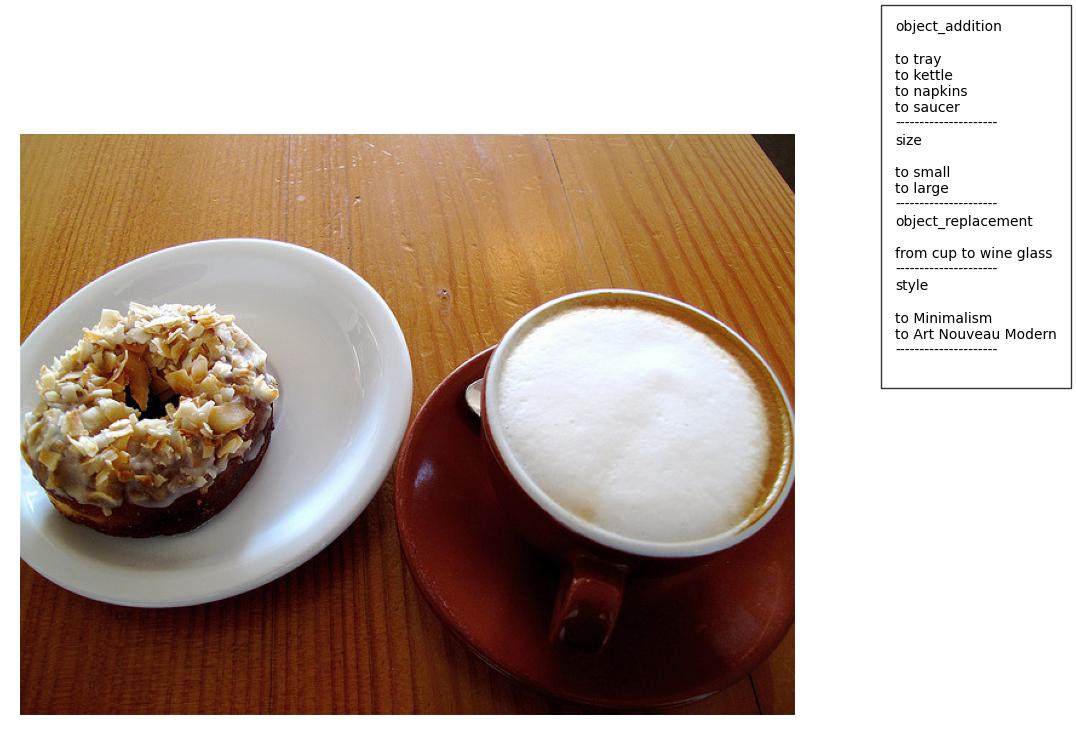 object_addition
to tray
to kettle
to napkins
to saucer
---------------------
size
to small
to large
---------------------
object_replacement
from cup to wine glass
---------------------
style
to Minimalism
to Art Nouveau Modern
---------------------